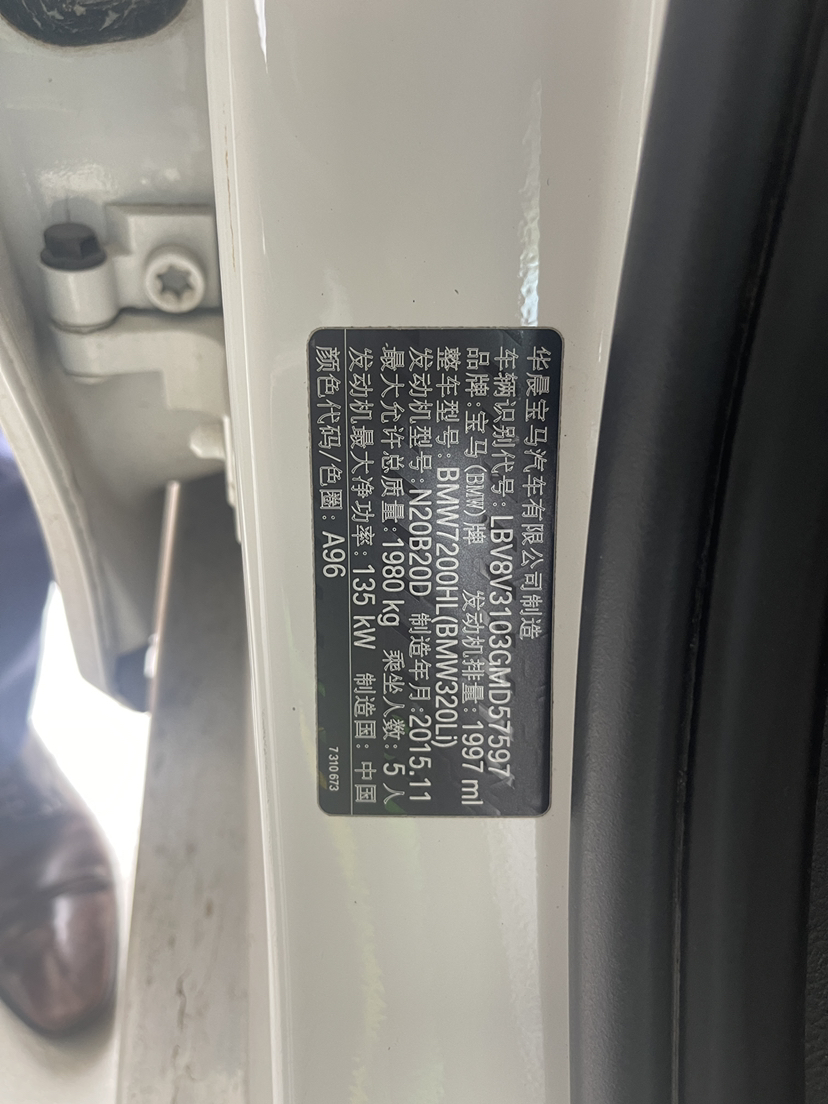 华晨宝马汽车有限公司制造
车辆识别代号:LBV8V3103GMD57597
品牌:宝马(BMW)牌 发动机排量:1997 ml
整车型号:BMW7200HL(BMW320Li)
发动机型号:N20B20D 制造年月:2015.11
最大允许总质量:1980 kg 乘坐人数:5人
发动机最大净功率:135 kW 制造国:中国
颜色代码/色圈:A96
7 310 673